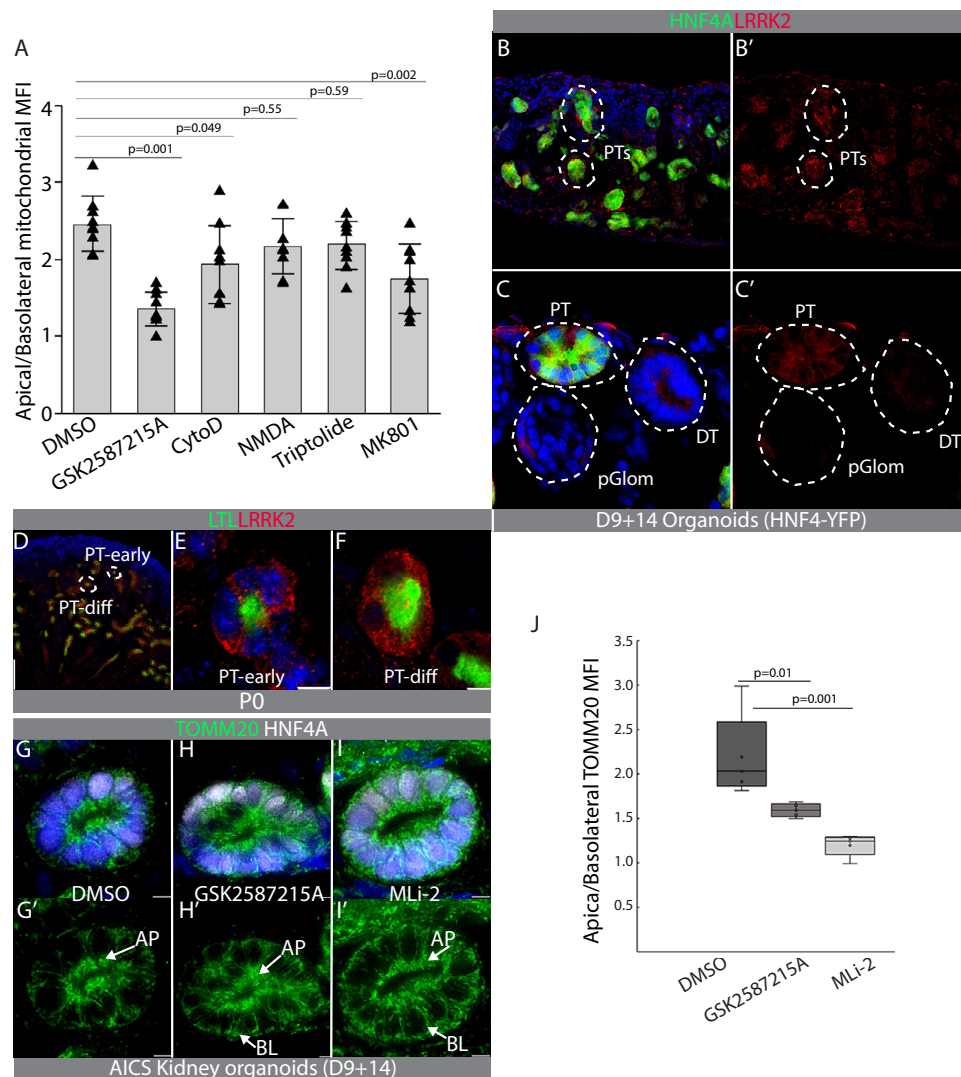 A
Apical/Basolateral mitochondrial MFI
p=0.002
p=0.59
p=0.55
p=0.049
p=0.001
4
3
2
1
0
DMSO
GSK2587215A
CytoD
NMDA
Triptolide
MK801
HNF4ALRRK2
B
PTs
B'
PTs
C
PT
DT
pGlom
C'
PT
DT
pGlom
D9+14 Organoids (HNF4-YFP)
LTLLRRK2
D
PT-early
PT-diff
E
PT-early
F
PT-diff
P0
TOMM20 HNF4A
G
DMSO
H
GSK2587215A
I
MLi-2
G'
AP
H'
AP
BL
I'
AP
BL
AICS Kidney organoids (D9+14)
J
Apica/Basolateral TOMM20 MFI
3.5
3.0
2.5
2.0
1.5
1.0
0.5
p=0.01
p=0.001
DMSO
GSK2587215A
MLi-2